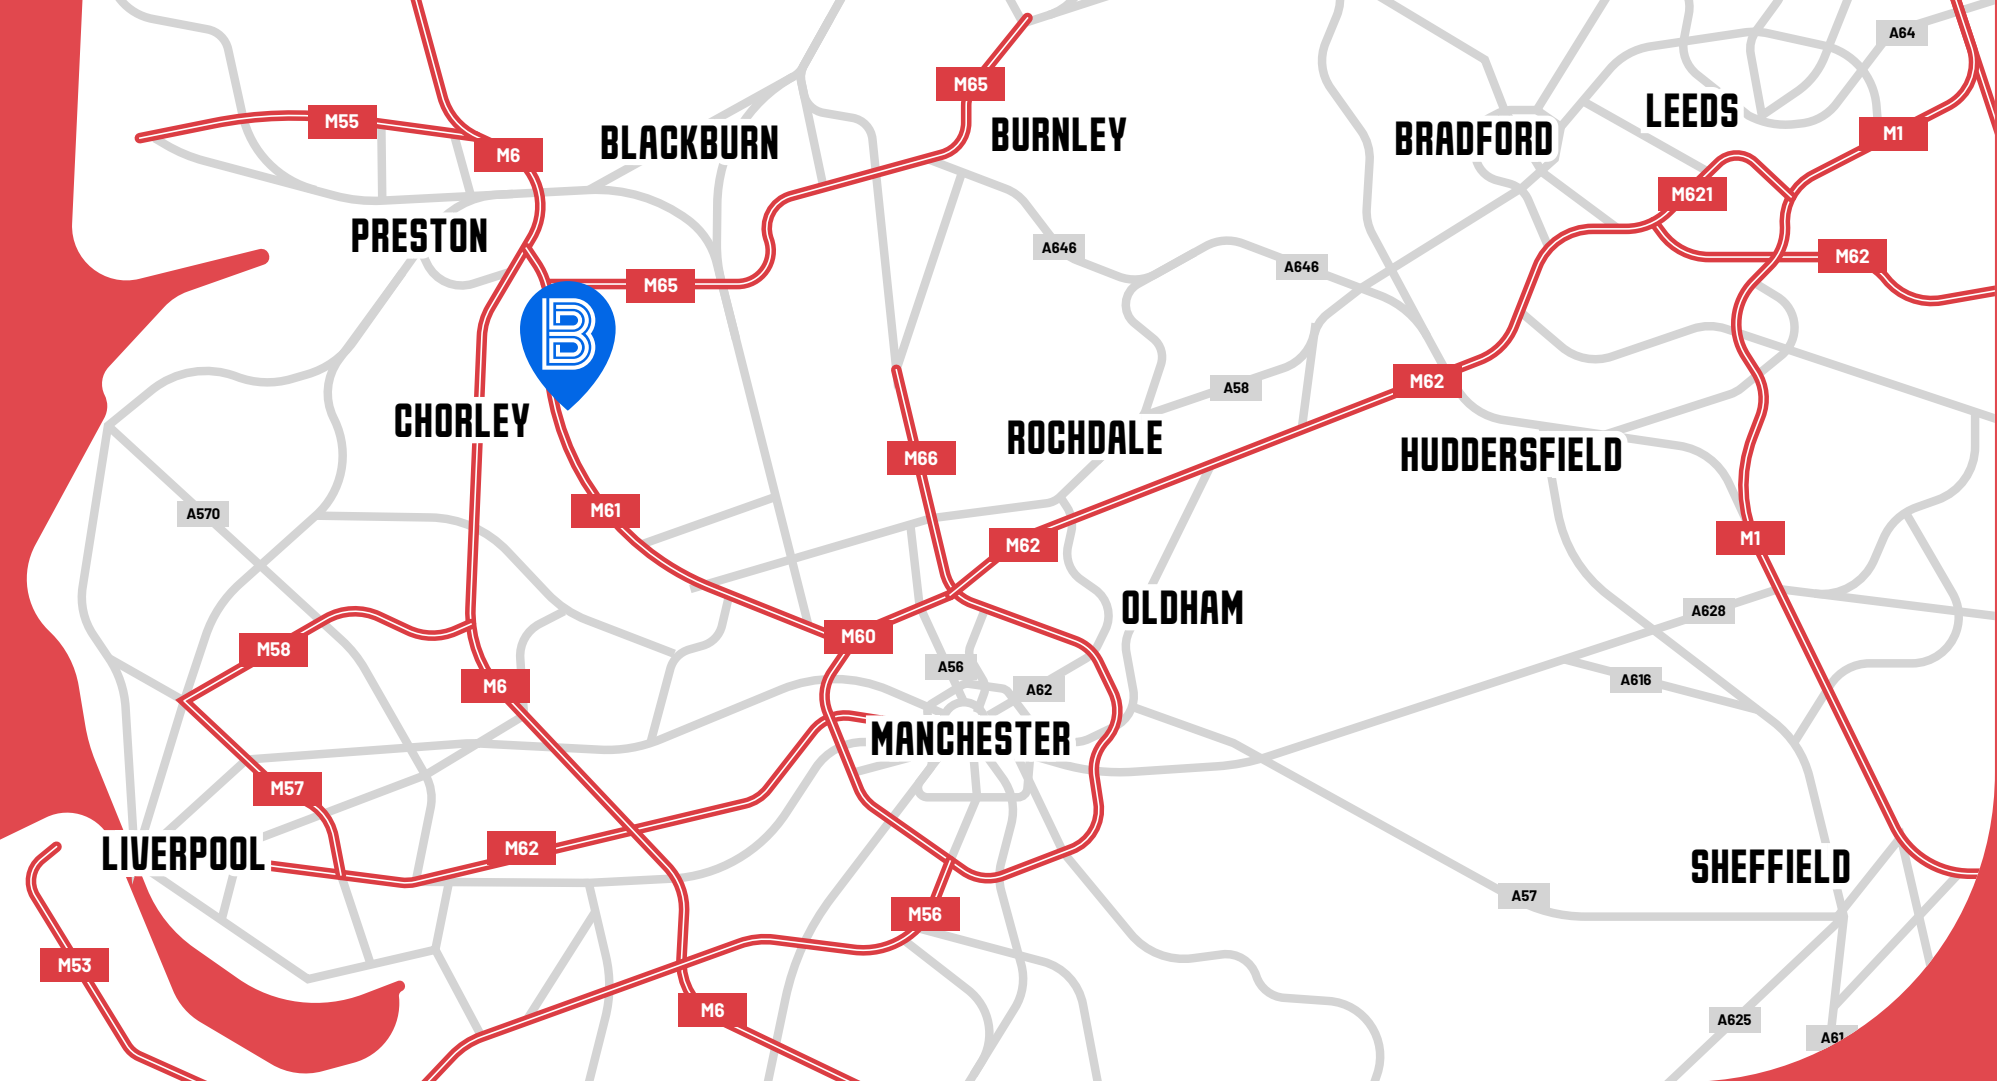 A64
M65
M55
M1
BURNLEY
LEEDS
BLACKBURN
BRADFORD
M6
M621
PRESTON
A646
A646
M62
M65
B
M62
A58
CHORLEY
ROCHDALE
HUDDERSFIELD
M66
M61
A570
M62
M1
OLDHAM
A628
M60
M58
A56
A616
M6
A62
MANCHESTER
M57
M62
LIVERPOOL
SHEFFIELD
A57
M56
M53
M6
A625
A61